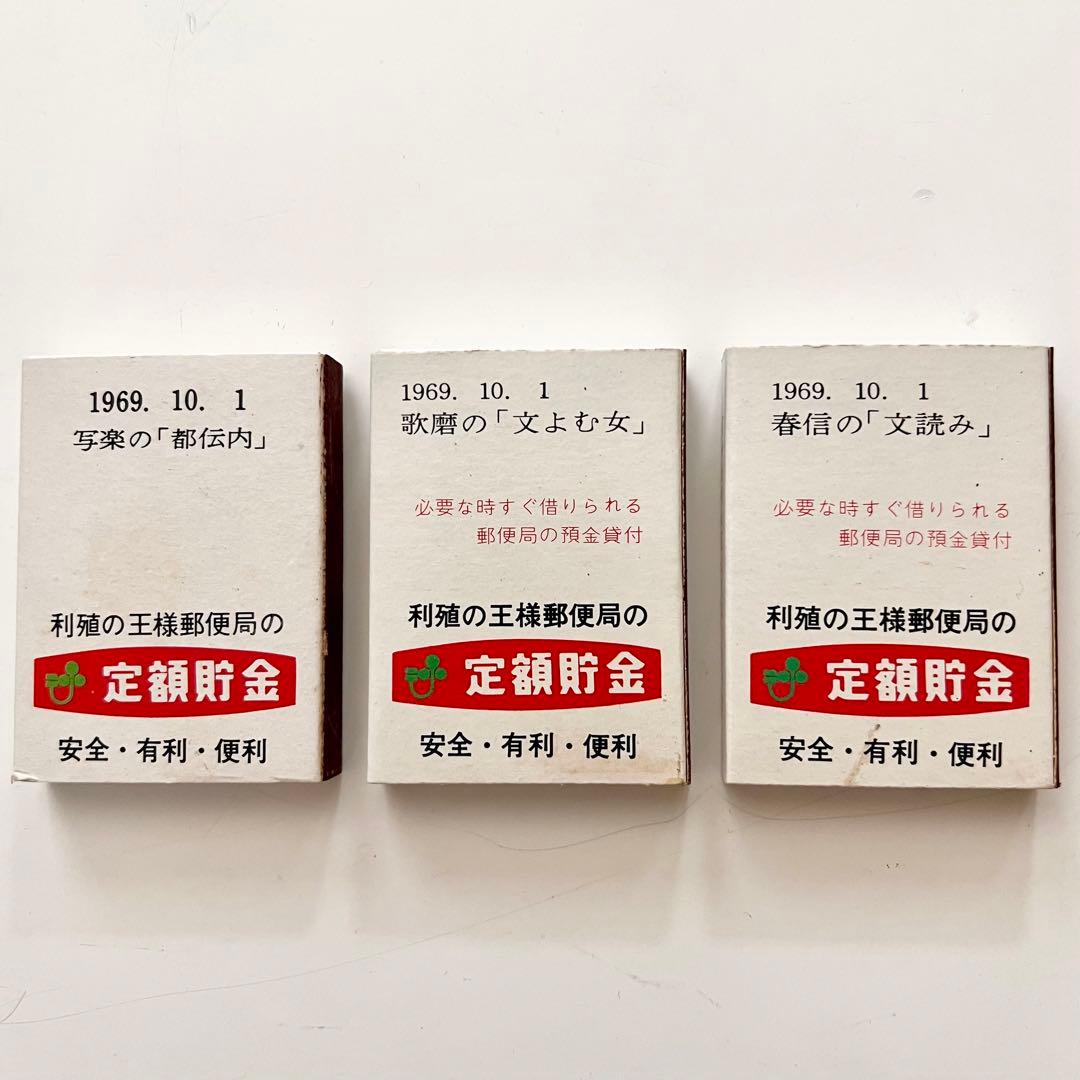 1969. 10. 1
写楽の「都伝内」
利殖の王様郵便局の
定額貯金
安全・有利・便利
1969. 10. 1
歌磨の「文よむ女」
必要な時すぐ借りられる
郵便局の預金貸付
利殖の王様郵便局の
定額貯金
安全・有利・便利
1969. 10. 1
春信の「文読み」
必要な時すぐ借りられる
郵便局の預金貸付
利殖の王様郵便局の
定額貯金
安全・有利・便利